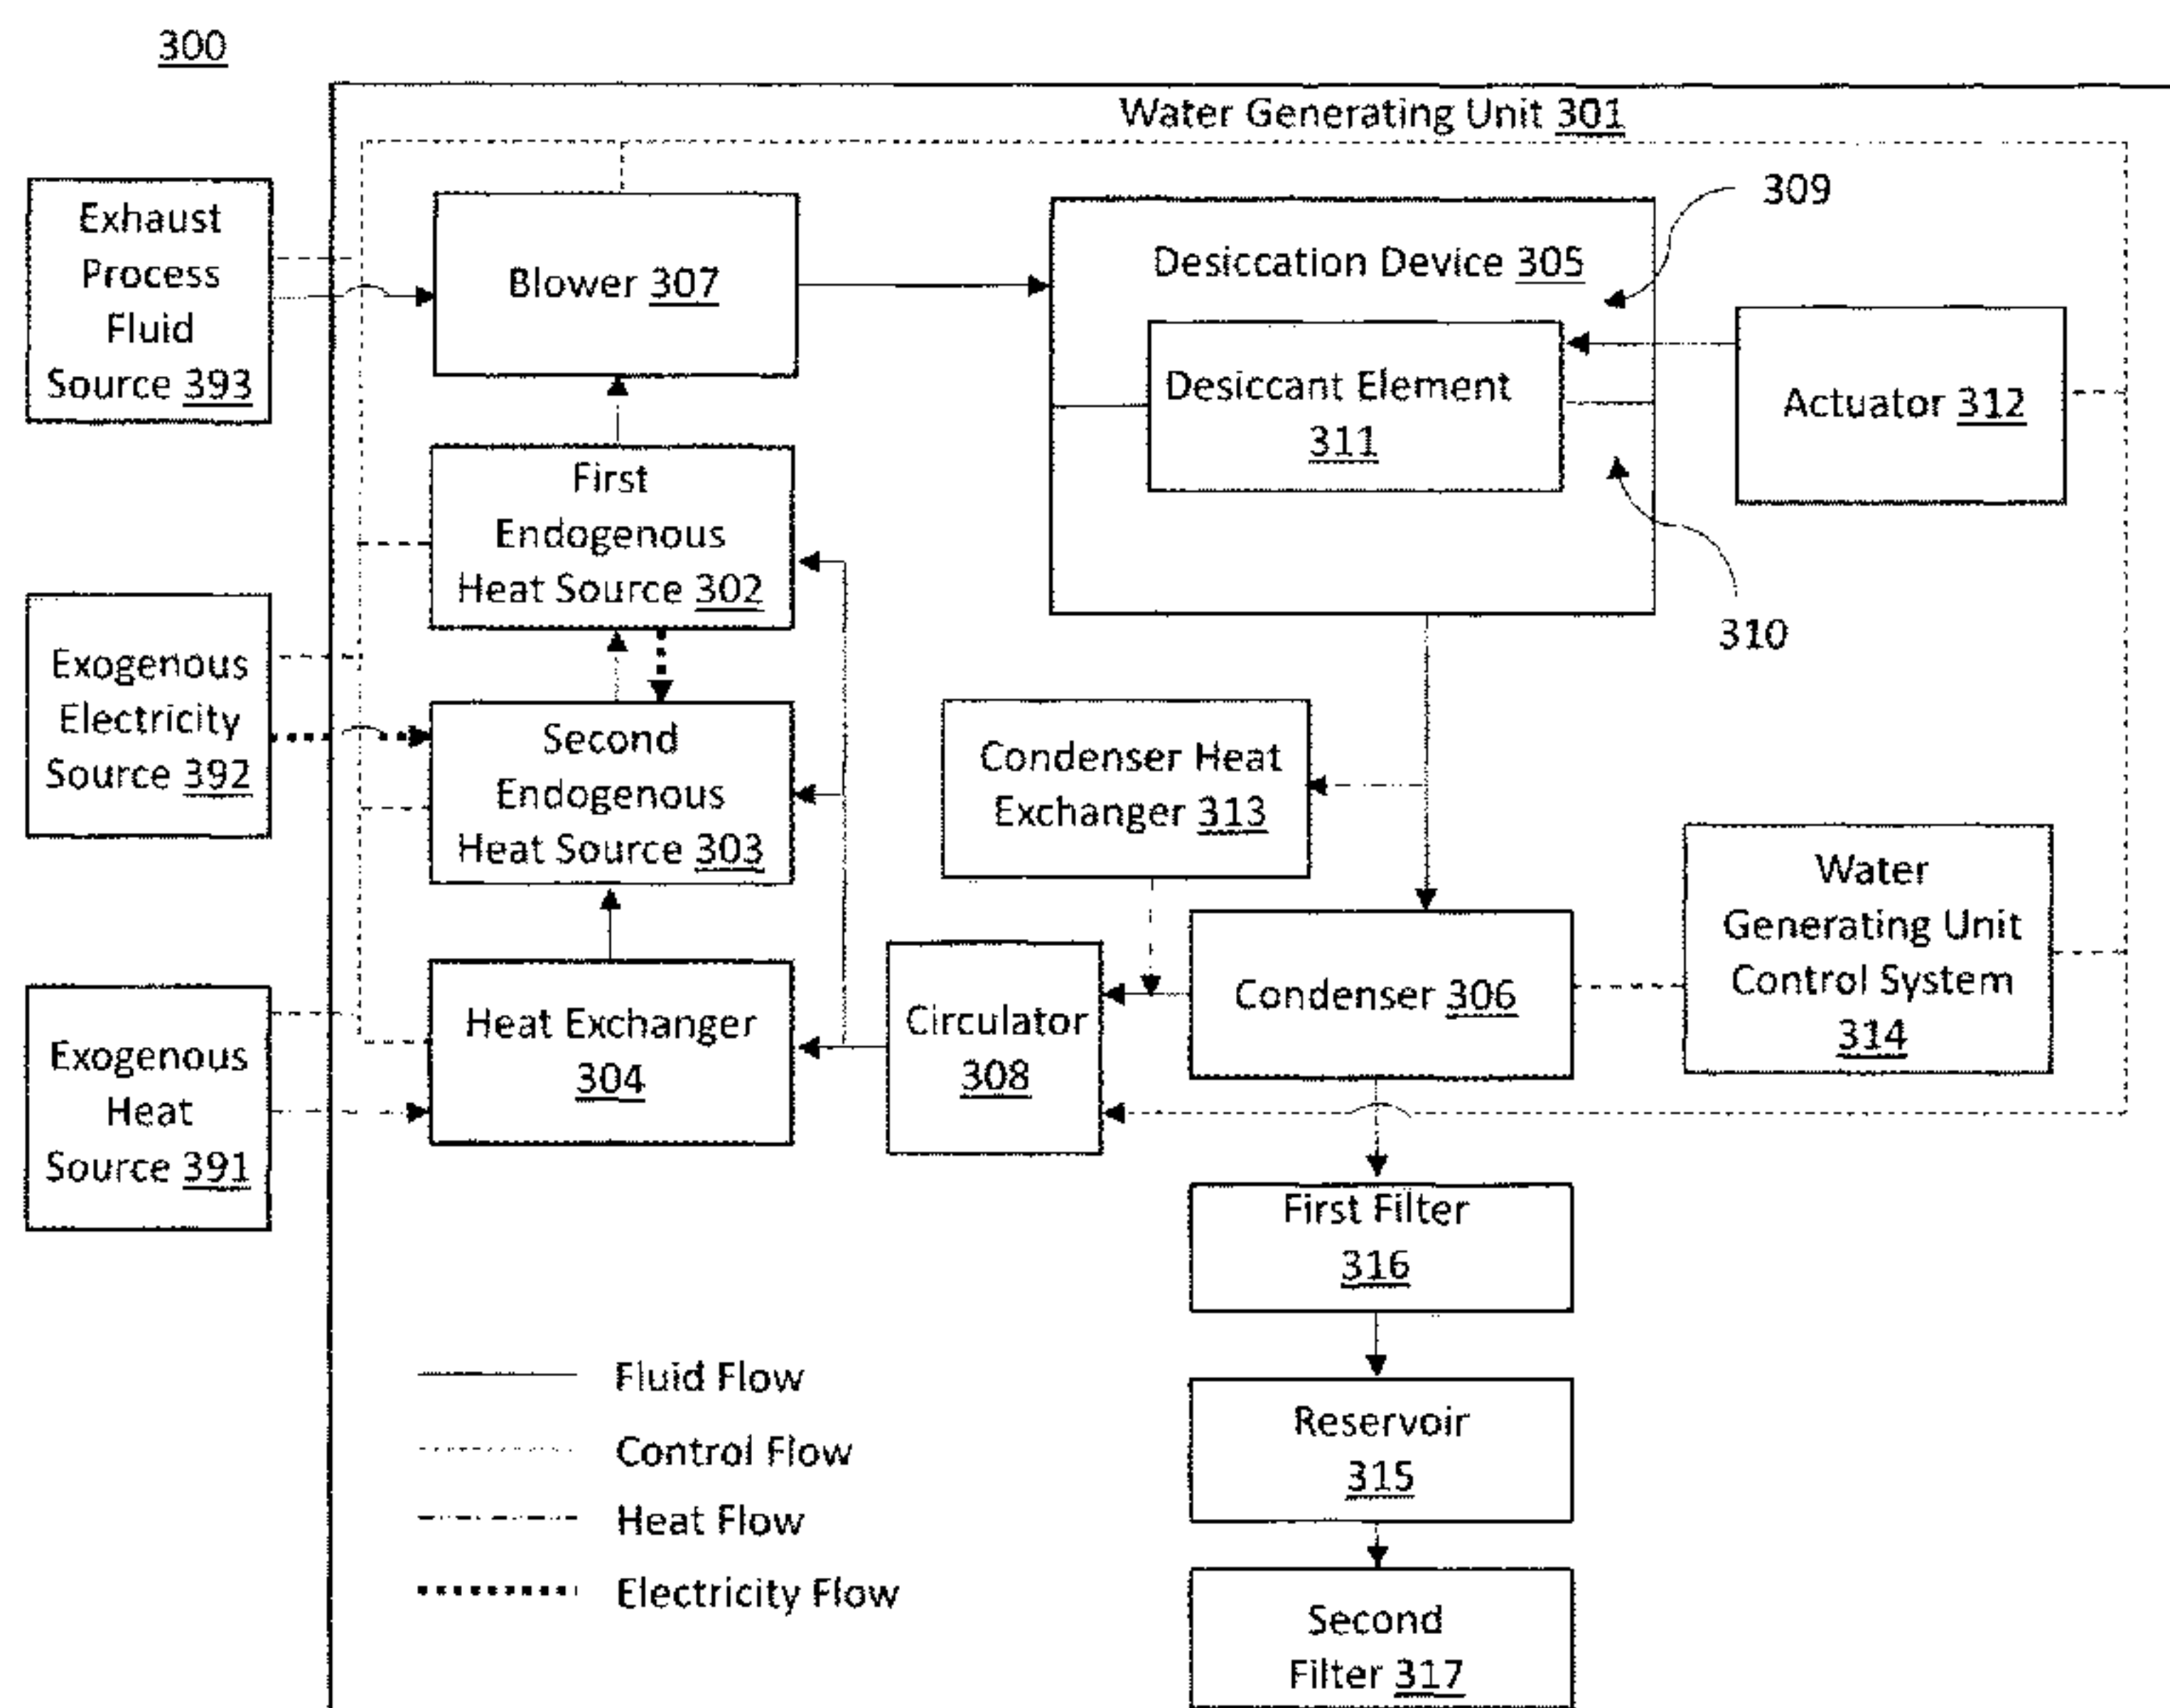 300
Water Generating Unit 301
Exhaust
Process
Fluid
Source 393
Blower 307
Desiccation Device 305
309
Desiccant Element
311
Actuator 312
310
First
Endogenous
Heat Source 302
Exogenous
Electricity
Source 392
Second
Endogenous
Heat Source 303
Condenser Heat
Exchanger 313
Water
Generating Unit
Control System
314
Exogenous
Heat
Source 391
Heat Exchanger
304
Circulator
308
Condenser 306
First Filter
316
Reservoir
315
Second
Filter 317
Fluid Flow
Control Flow
Heat Flow
Electricity Flow